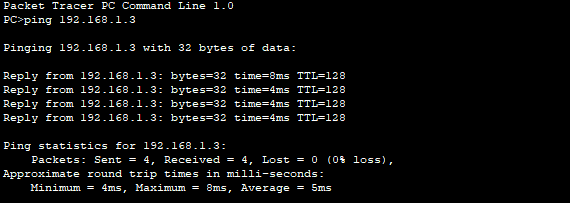 Packet Tracer PC Command Line 1.0
PC>ping 192.168.1.3
Pinging 192.168.1.3 with 32 bytes of data:
Reply from 192.168.1.3: bytes=32 time=8ms TTL=128
Reply from 192.168.1.3: bytes=32 time=4ms TTL=128
Reply from 192.168.1.3: bytes=32 time=4ms TTL=128
Reply from 192.168.1.3: bytes=32 time=4ms TTL=128
Ping statistics for 192.168.1.3:
Packets: Sent = 4, Received = 4, Lost = 0 (0% loss),
Approximate round trip times in milli-seconds:
Minimum = 4ms, Maximum = 8ms, Average = 5ms